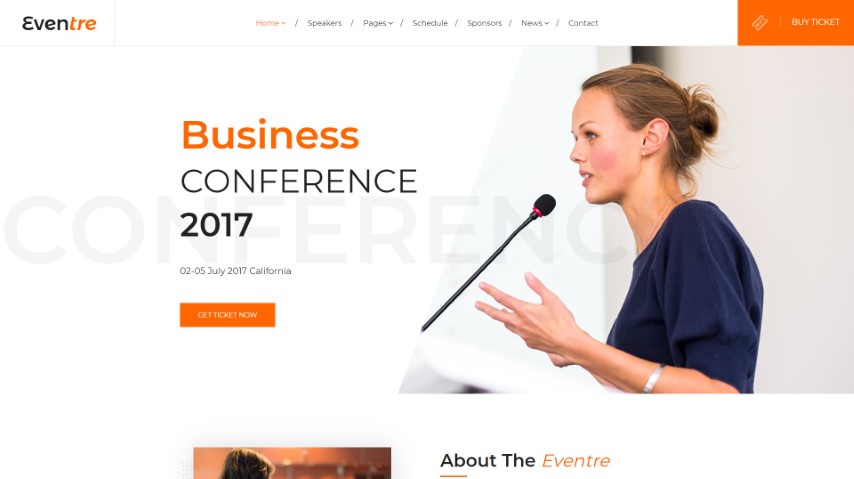 Eventre
Home / Speakers / Pages / Schedule / Sponsors / News / Contact
BUY TICKET
Business
CONFERENCE
2017
CONFERENCE
02-05 July 2017 California
GET TICKET NOW
About The Eventre